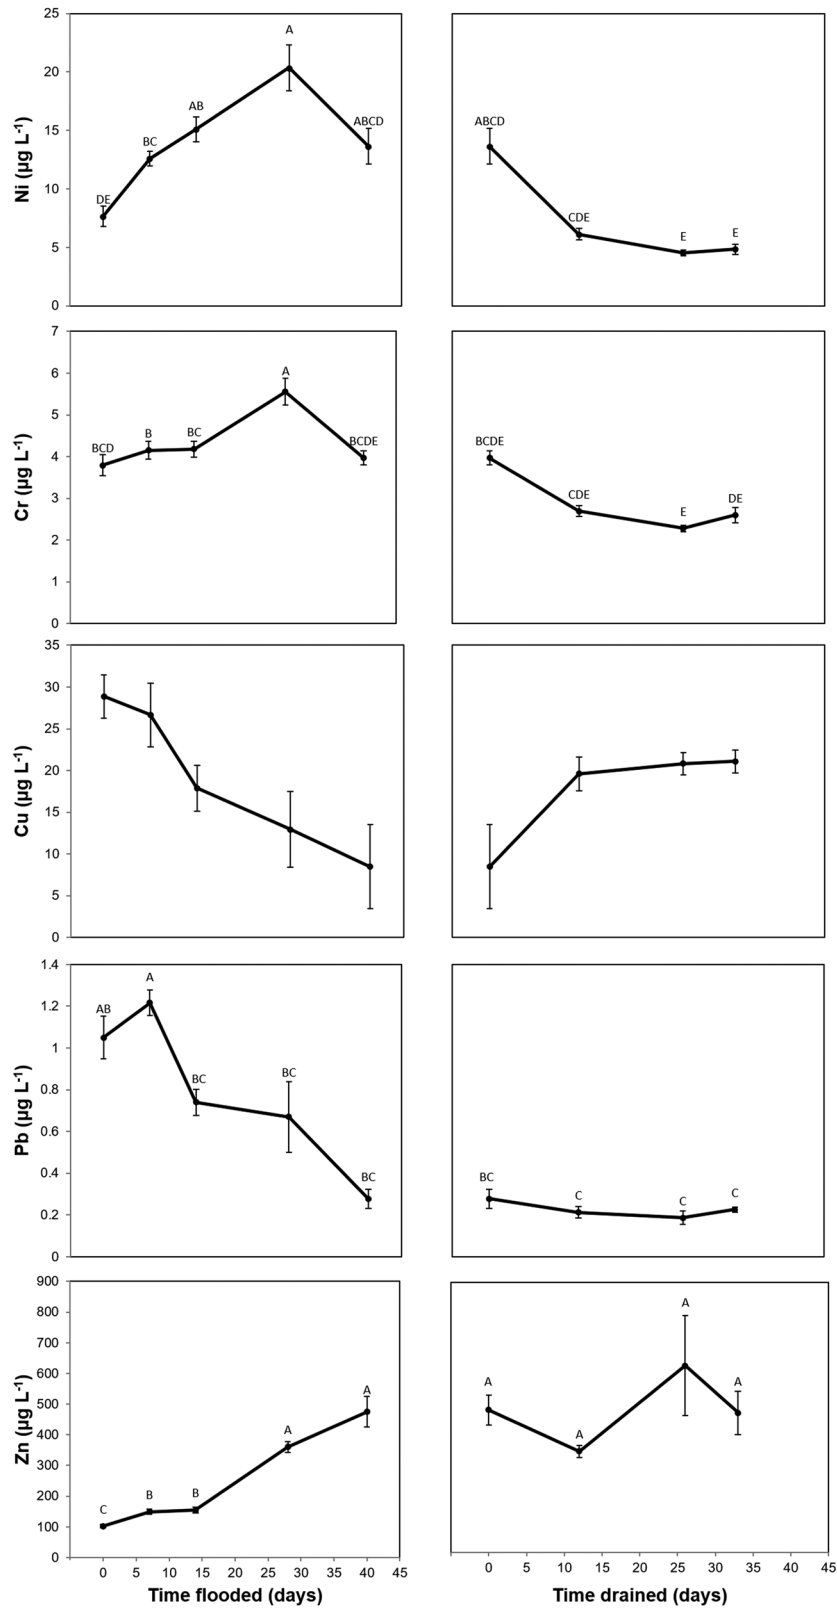 25
20
15
10
5
0
Ni (µg L⁻¹)
DE
BC
AB
A
ABCD
ABCD
CDE
E
E
7
6
5
4
3
2
1
0
Cr (µg L⁻¹)
BCD
B
BC
A
BCDE
BCDE
CDE
E
DE
35
30
25
20
15
10
5
0
Cu (µg L⁻¹)
1.4
1.2
1
0.8
0.6
0.4
0.2
0
Pb (µg L⁻¹)
AB
A
BC
BC
BC
BC
C
C
C
900
800
700
600
500
400
300
200
100
0
Zn (µg L⁻¹)
C
B
B
A
A
A
A
A
A
0 5 10 15 20 25 30 35 40 45
Time flooded (days)
0 5 10 15 20 25 30 35 40 45
Time drained (days)